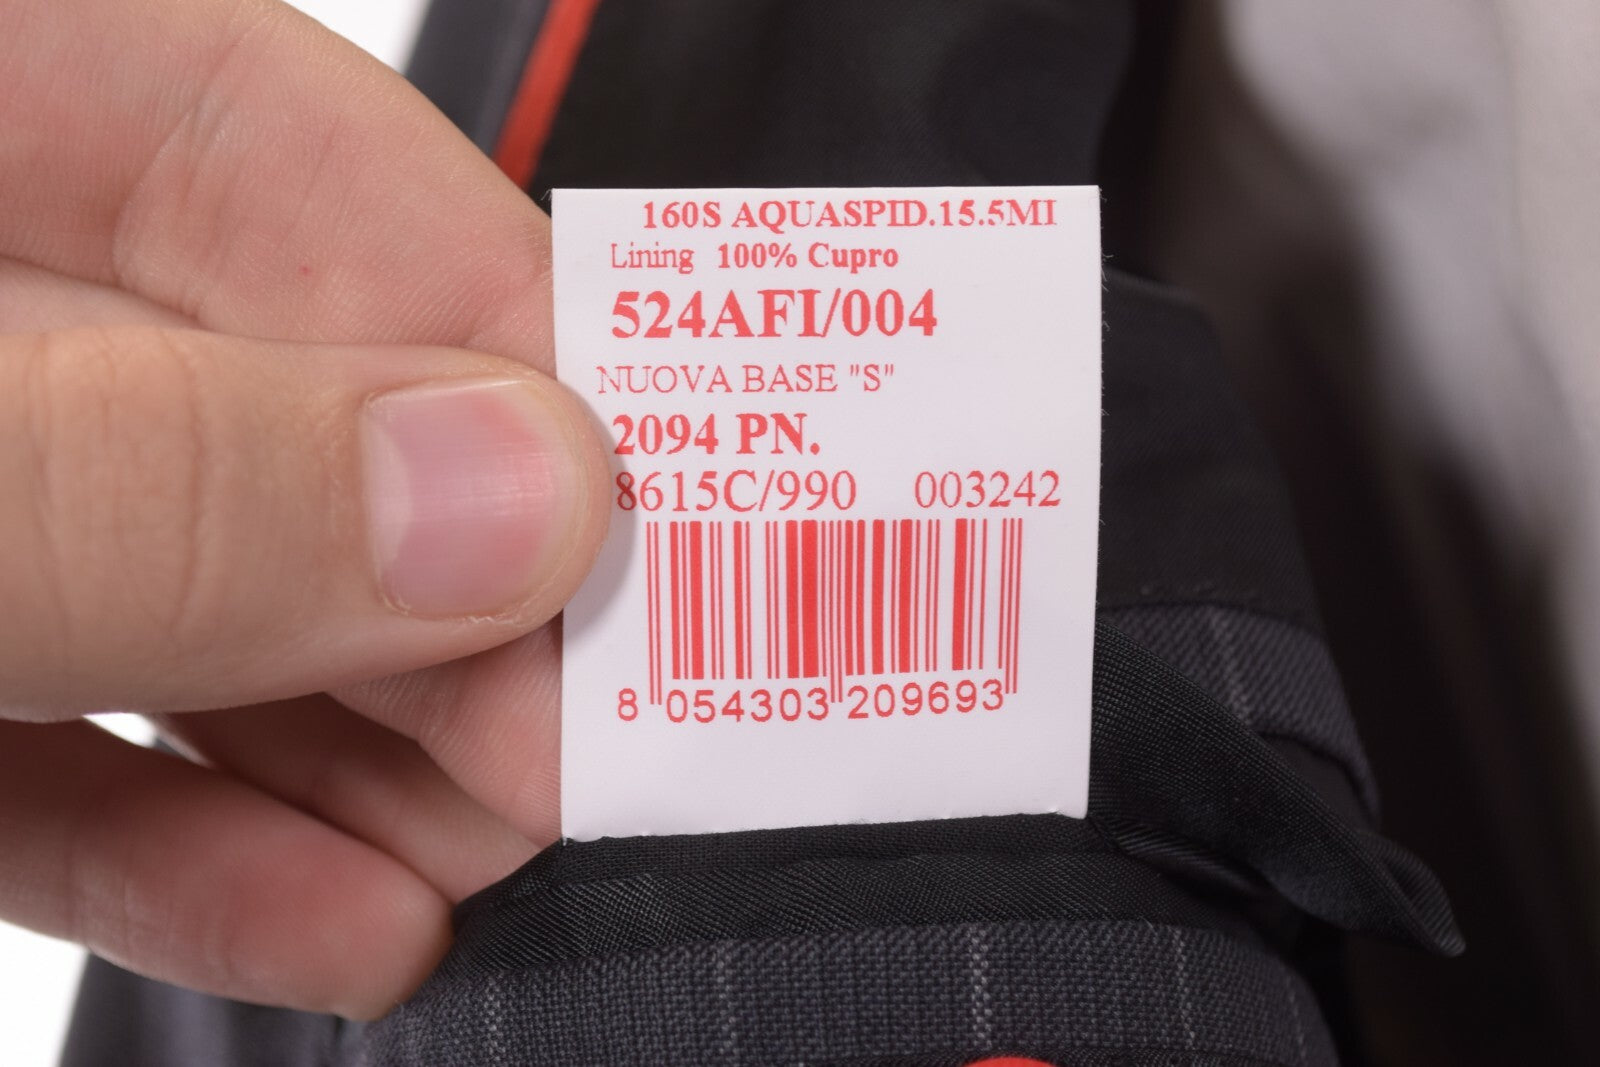 160S AQUASPID.15.5MI
Lining 100% Cupro
524AFI/004
NUOVA BASE "S"
2094 PN.
8615C/990 003242
8 054303 209693